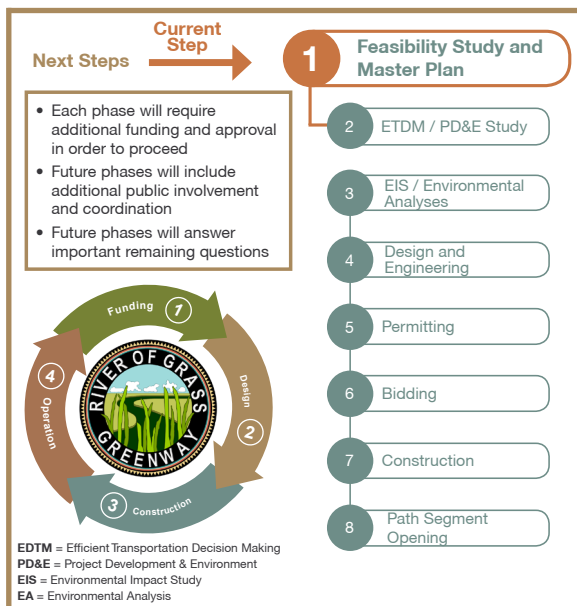 Next Steps
Current
Step
1
Feasibility Study and
Master Plan
• Each phase will require
additional funding and approval
in order to proceed
• Future phases will include
additional public involvement
and coordination
• Future phases will answer
important remaining questions
2 ETDM / PD&E Study
3 EIS / Environmental
Analyses
4 Design and
Engineering
5 Permitting
6 Bidding
7 Construction
8 Path Segment
Opening
Funding 1
Design 2
3 Construction
4 Operation
RIVER OF GRASS
GREENWAY
EDTM = Efficient Transportation Decision Making
PD&E = Project Development & Environment
EIS = Environmental Impact Study
EA = Environmental Analysis